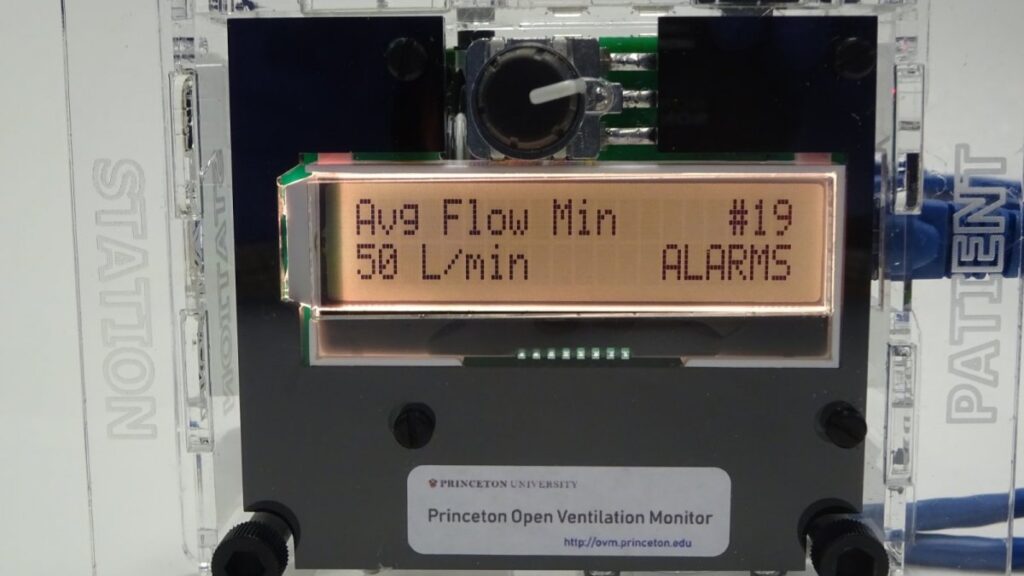 Avg Flow Min #19
50 L/min ALARMS
STATION
PATIENT
PRINCETON UNIVERSITY
Princeton Open Ventilation Monitor
http://ovm.princeton.edu